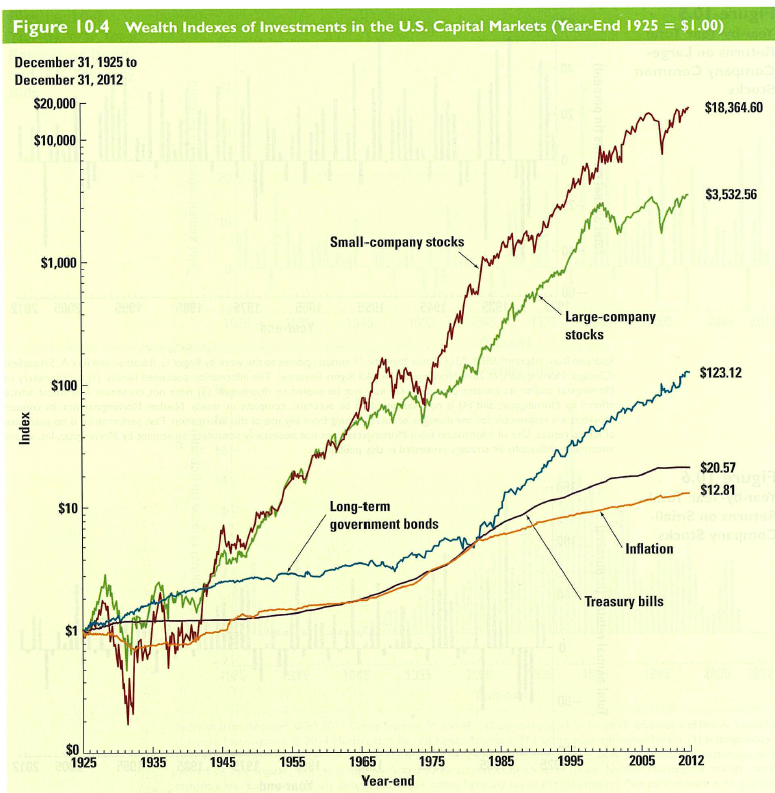 Figure 10.4 Wealth Indexes of Investments in the U.S. Capital Markets (Year-End 1925 = $1.00)
December 31, 1925 to
December 31, 2012
$20,000
$10,000
$1,000
$100
$10
$1
$0
Index
$18,364.60
$3,532.56
$123.12
$20.57
$12.81
Small-company stocks
Large-company
stocks
Long-term
government bonds
Inflation
Treasury bills
1925 1935 1945 1955 1965 1975 1985 1995 2005 2012
Year-end